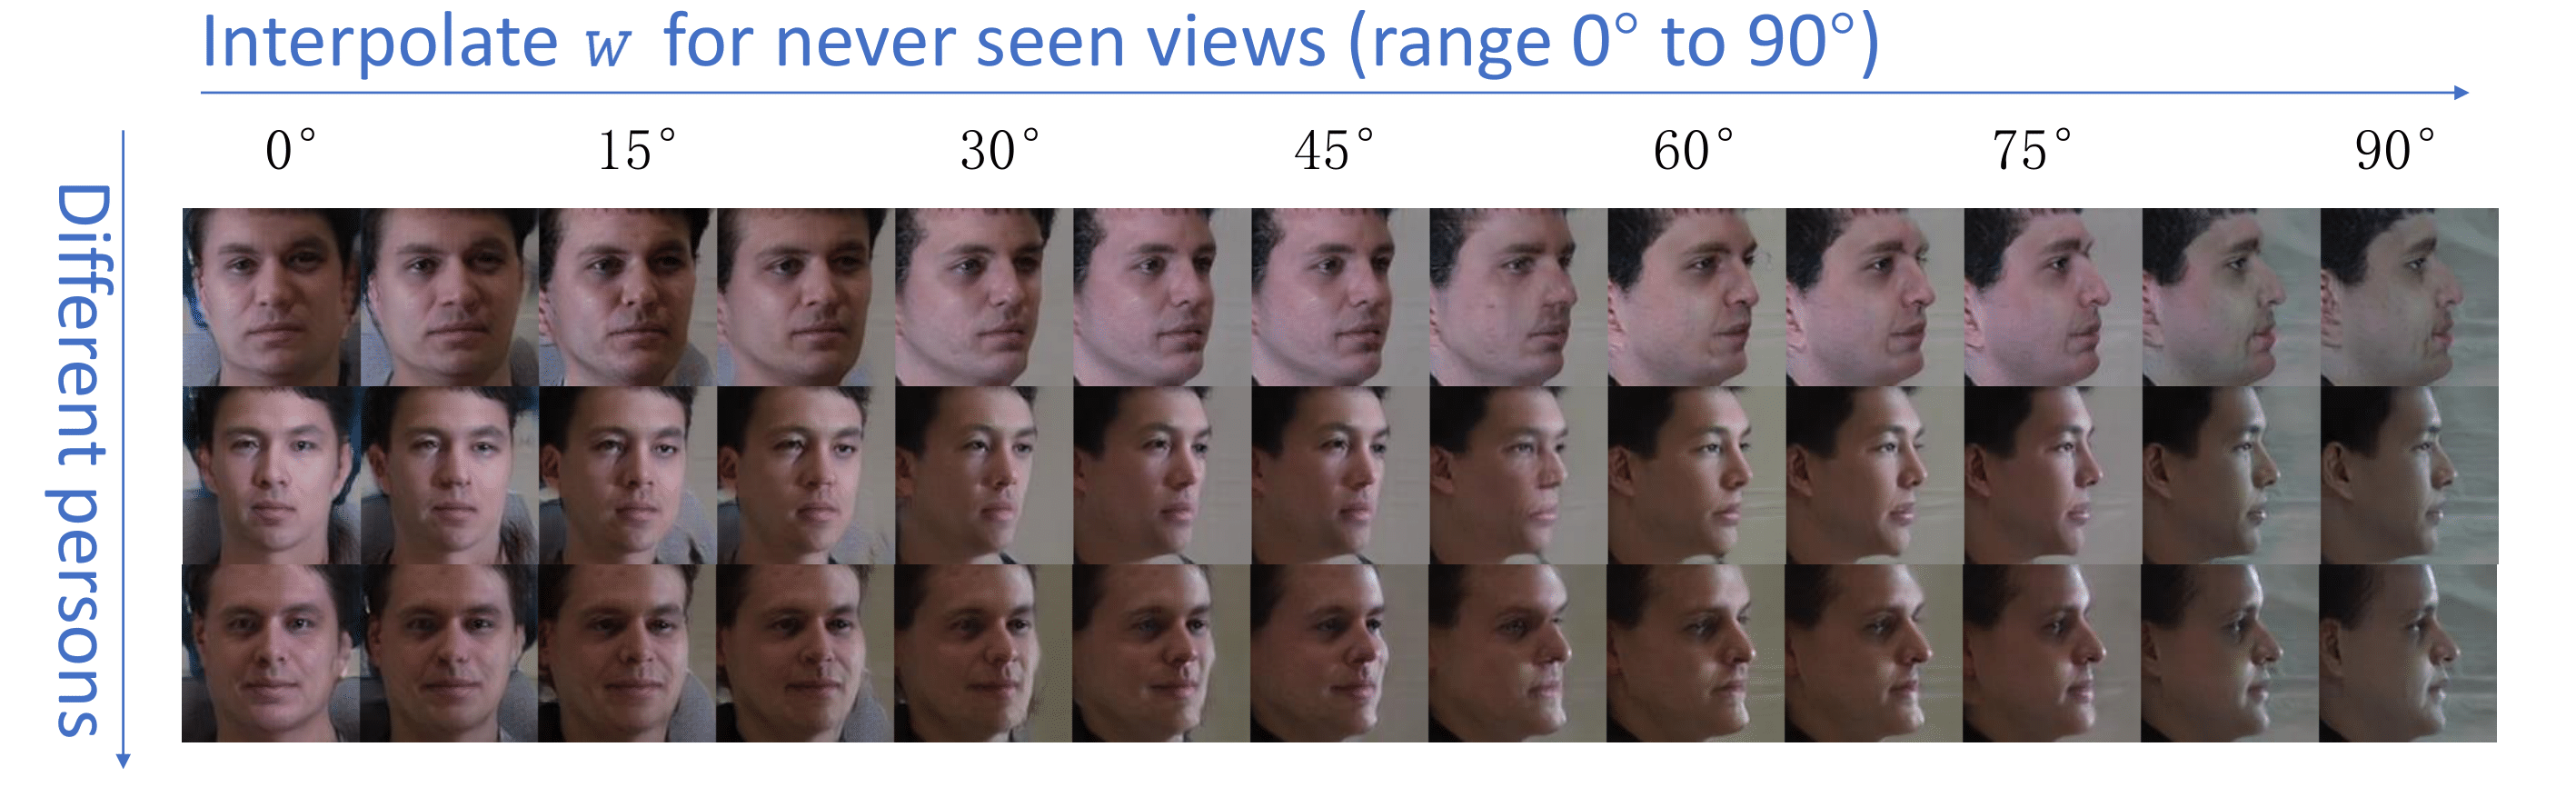 Interpolate w for never seen views (range 0° to 90°)
0° 15° 30° 45° 60° 75° 90°
Different persons